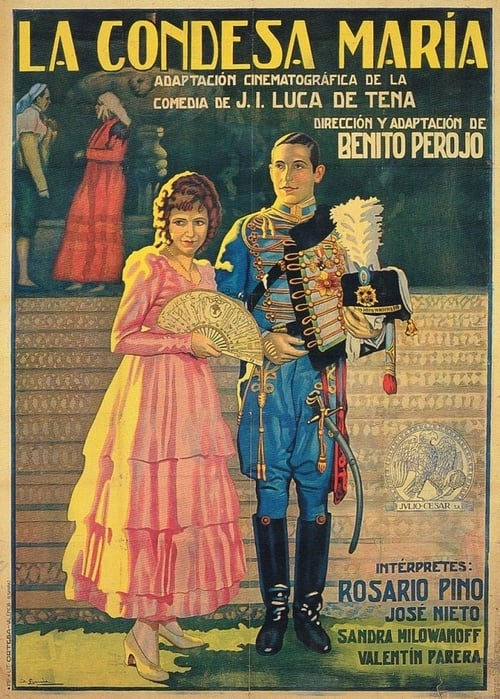 LA CONDESA MARÍA
ADAPTACIÓN CINEMATOGRÁFICA DE LA
COMEDIA DE J. I. LUCA DE TENA
DIRECCIÓN Y ADAPTACIÓN DE
BENITO PEROJO
JVLIO·CESAR S.A.
INTÉRPRETES:
ROSARIO PINO
JOSÉ NIETO
SANDRA MILOWANOFF
VALENTÍN PARERA